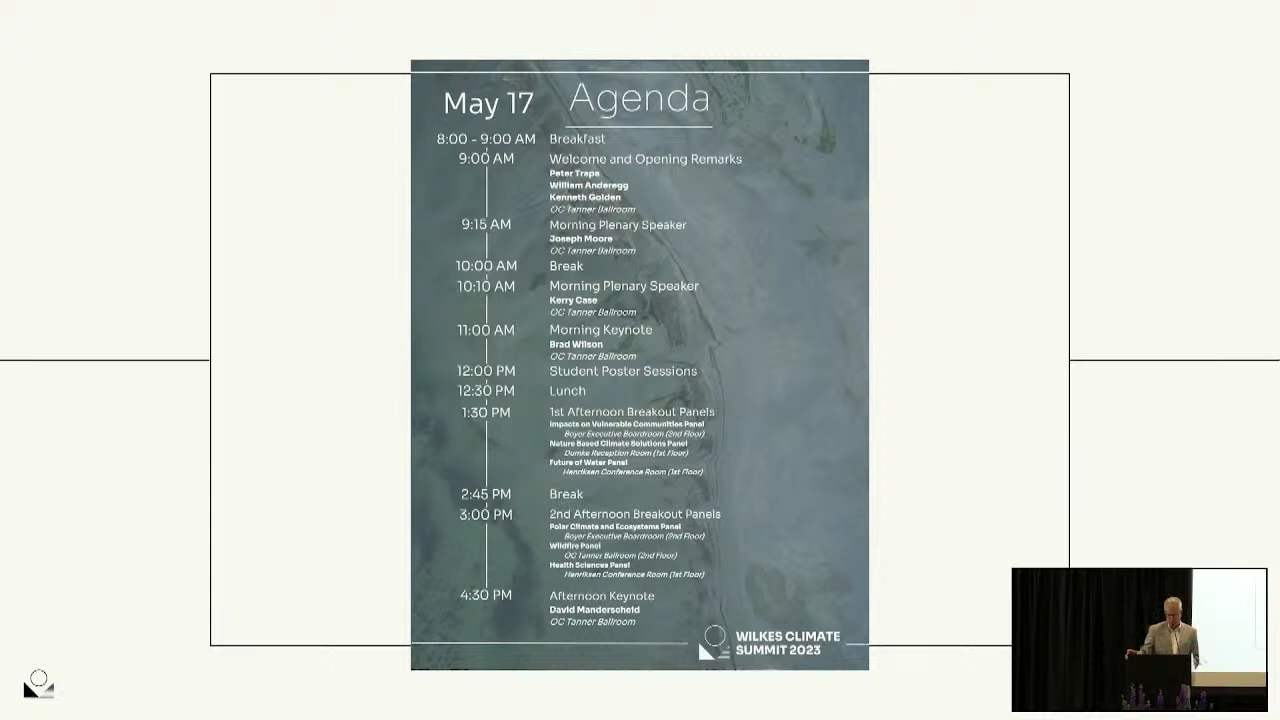 May 17
Agenda
8:00 - 9:00 AM Breakfast
9:00 AM Welcome and Opening Remarks
Peter Trapa
William Anderegg
Kenneth Golden
OC Tanner Ballroom
9:15 AM Morning Plenary Speaker
Joseph Moore
OC Tanner Ballroom
10:00 AM Break
10:10 AM Morning Plenary Speaker
Kerry Case
OC Tanner Ballroom
11:00 AM Morning Keynote
Brad Wilson
OC Tanner Ballroom
12:00 PM Student Poster Sessions
12:30 PM Lunch
1:30 PM 1st Afternoon Breakout Panels
Impacts on Vulnerable Communities Panel
Boyer Executive Boardroom (2nd Floor)
Nature Based Climate Solutions Panel
Dumke Reception Room (1st Floor)
Future of Water Panel
Henriksen Conference Room (1st Floor)
2:45 PM Break
3:00 PM 2nd Afternoon Breakout Panels
Polar Climate and Ecosystems Panel
Boyer Executive Boardroom (2nd Floor)
Wildfire Panel
OC Tanner Ballroom (2nd Floor)
Health Sciences Panel
Henriksen Conference Room (1st Floor)
4:30 PM Afternoon Keynote
David Manderscheid
OC Tanner Ballroom
WILKES CLIMATE
SUMMIT 2023